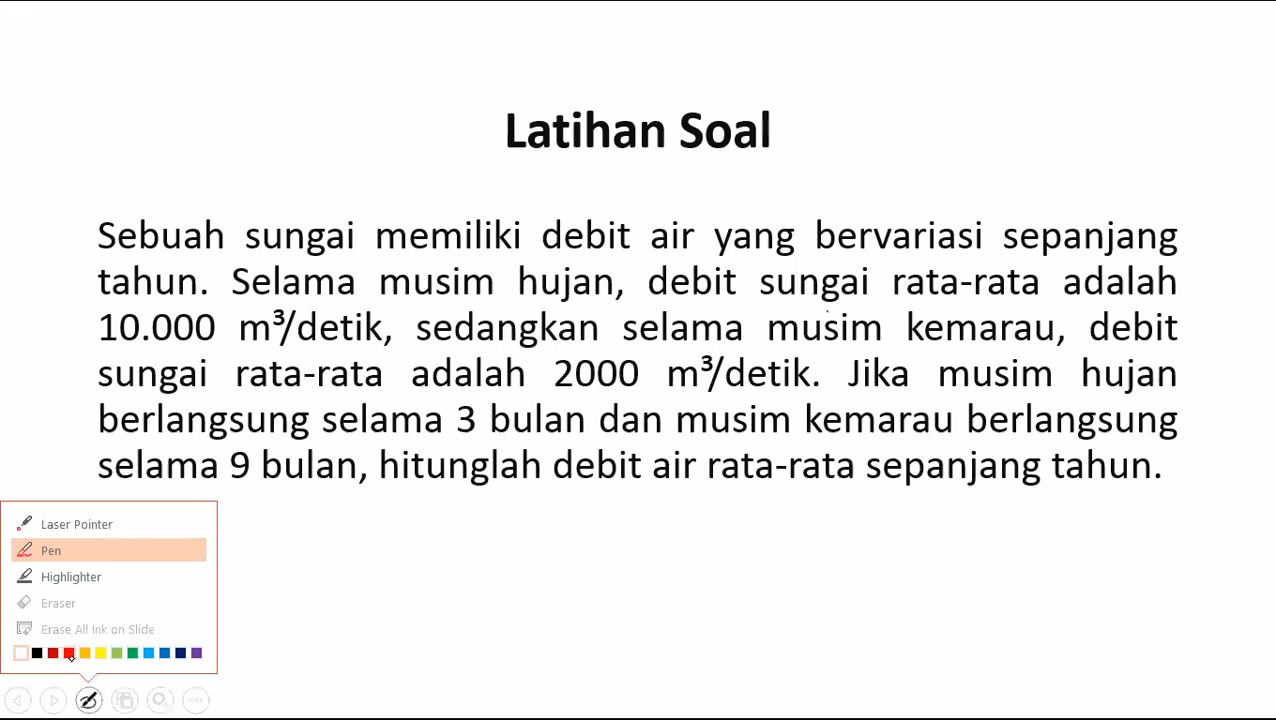 Latihan Soal
Sebuah sungai memiliki debit air yang bervariasi sepanjang
tahun. Selama musim hujan, debit sungai rata-rata adalah
10.000 m³/detik, sedangkan selama musim kemarau, debit
sungai rata-rata adalah 2000 m³/detik. Jika musim hujan
berlangsung selama 3 bulan dan musim kemarau berlangsung
selama 9 bulan, hitunglah debit air rata-rata sepanjang tahun.
Laser Pointer
Pen
Highlighter
Eraser
Erase All Ink on Slide